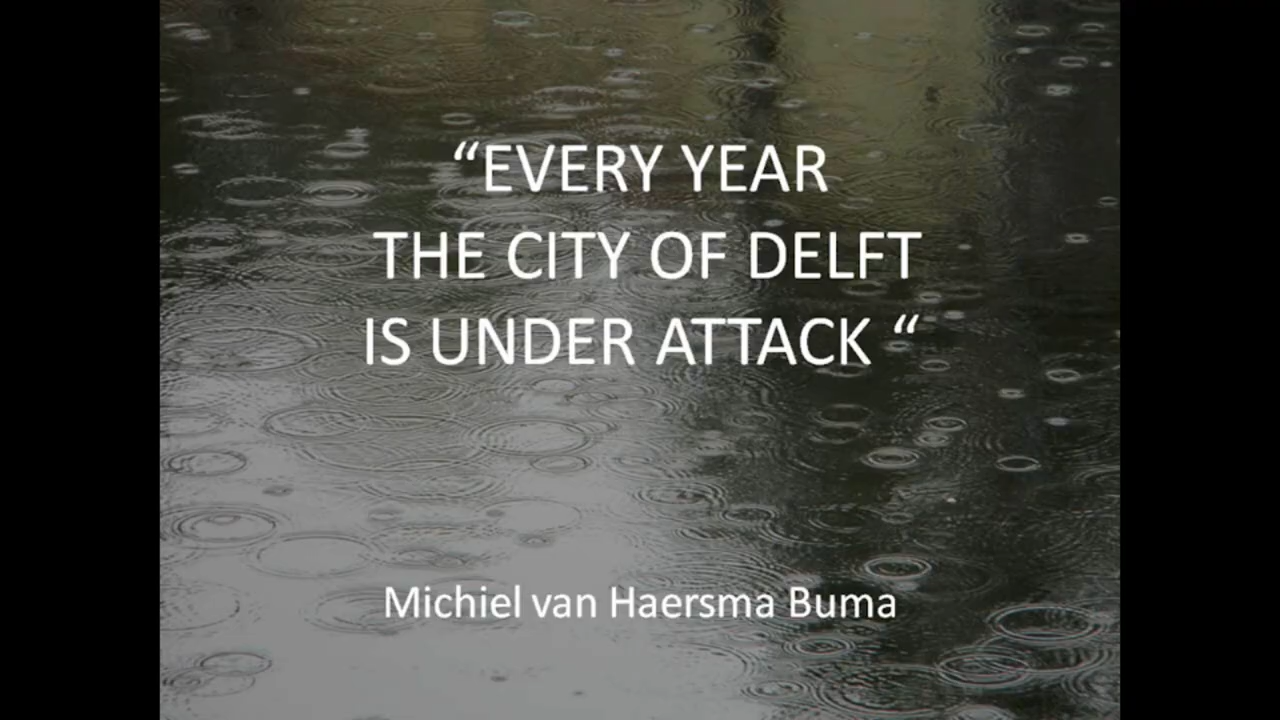 “EVERY YEAR
THE CITY OF DELFT
IS UNDER ATTACK “
Michiel van Haersma Buma